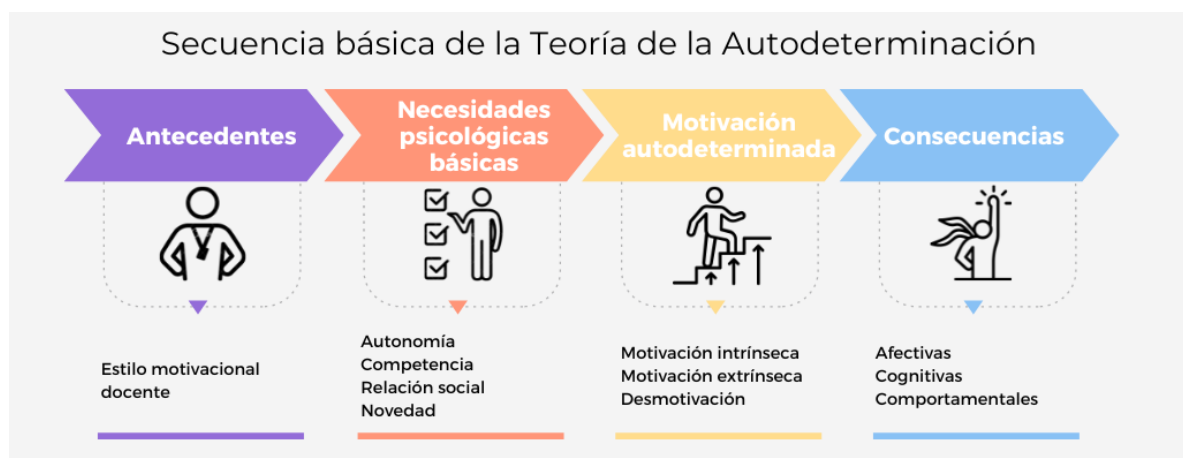 Secuencia básica de la Teoría de la Autodeterminación
Antecedentes
Necesidades
psicológicas
básicas
Motivación
autodeterminada
Consecuencias
Estilo motivacional
docente
Autonomía
Competencia
Relación social
Novedad
Motivación intrínseca
Motivación extrínseca
Desmotivación
Afectivas
Cognitivas
Comportamentales